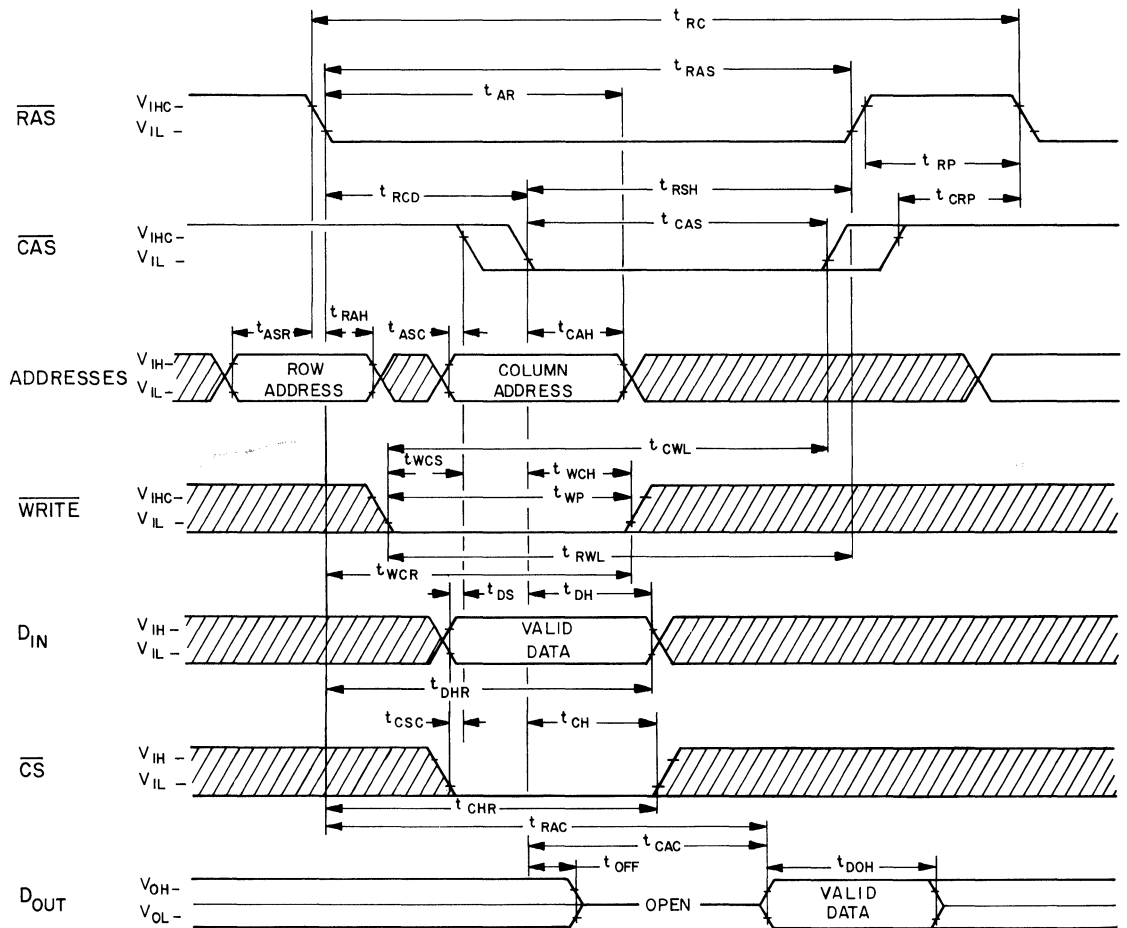 t RC
t RAS
t AR
RAS
V IHC –
V IL –
t RP
t RCD
t RSH
t CRP
t CAS
CAS
V IHC –
V IL –
t RAH
t ASR
t ASC
t CAH
ADDRESSES
V IH –
V IL –
ROW ADDRESS
COLUMN ADDRESS
t CWL
t WCS
t WCH
t WP
WRITE
V IHC –
V IL –
t RWL
t WCR
t DS
t DH
D IN
V IH –
V IL –
VALID DATA
t DHR
t CSC
t CH
CS
V IH –
V IL –
t CHR
t RAC
t CAC
t OFF
t DOH
D OUT
V OH –
V OL –
OPEN
VALID DATA